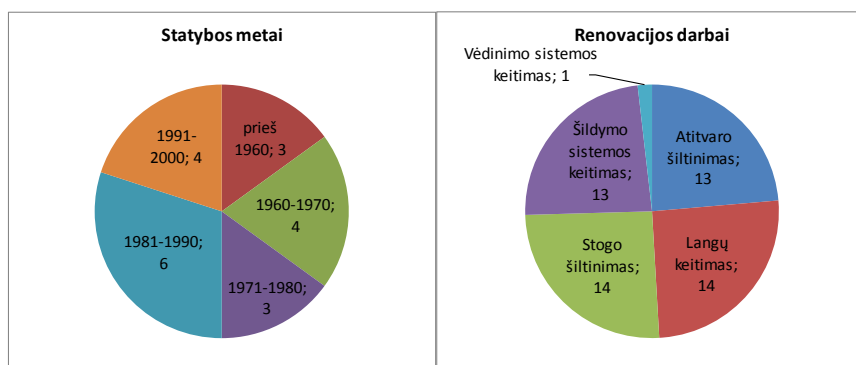 Statybos metai
prieš
1960; 3
1960-1970;
4
1971-1980;
3
1981-1990;
6
1991-
2000; 4
Renovacijos darbai
Vėdinimo sistemos
keitimas; 1
Atitvaro
šiltinimas;
13
Langų
keitimas;
14
Stogo
šiltinimas;
14
Šildymo
sistemos
keitimas;
13